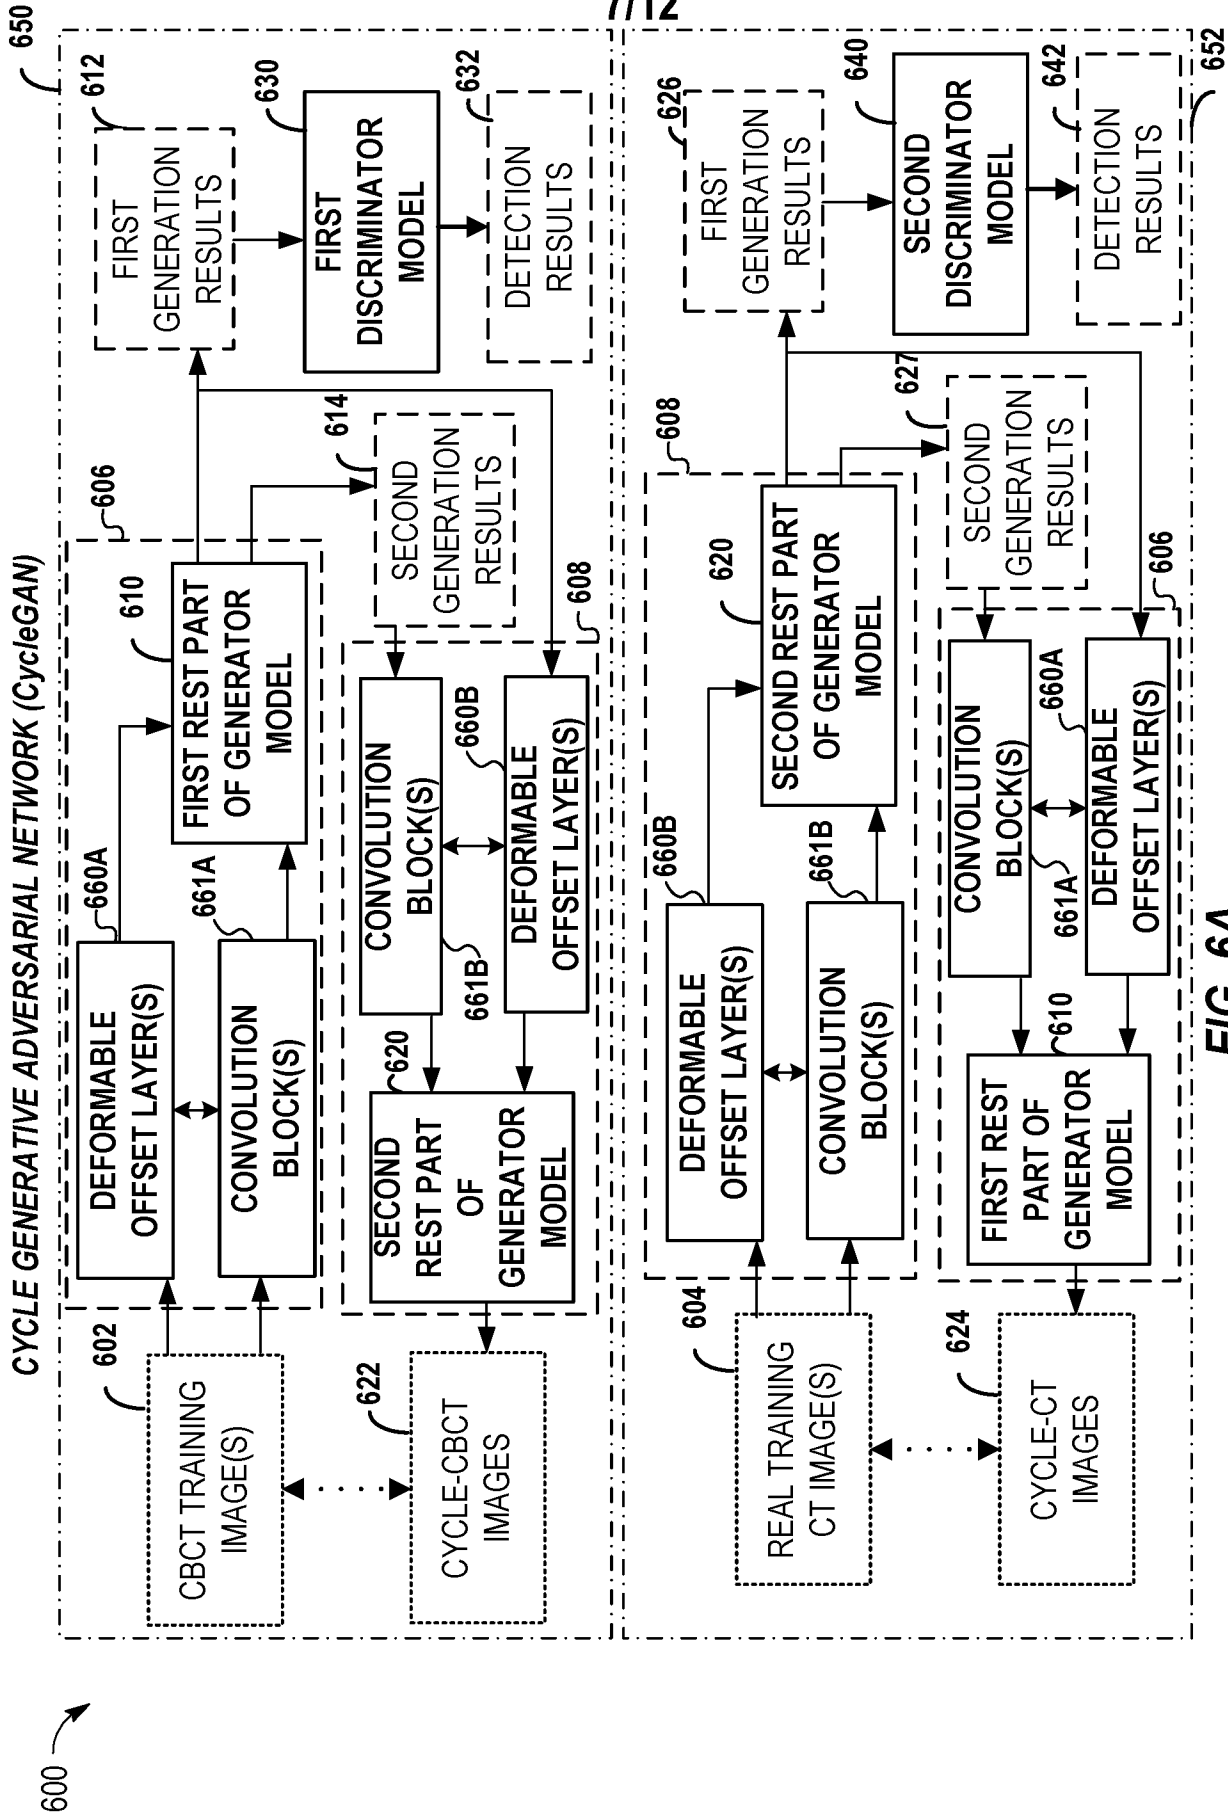 7/12
CYCLE GENERATIVE ADVERSARIAL NETWORK (CycleGAN)
600
650
602
CBCT TRAINING
IMAGE(S)
606
660A
DEFORMABLE
OFFSET LAYER(S)
661A
CONVOLUTION
BLOCK(S)
610
FIRST REST PART
OF GENERATOR
MODEL
612
FIRST
GENERATION
RESULTS
630
FIRST
DISCRIMINATOR
MODEL
632
DETECTION
RESULTS
614
SECOND
GENERATION
RESULTS
608
CONVOLUTION
BLOCK(S)
661B
660B
DEFORMABLE
OFFSET LAYER(S)
620
SECOND
REST PART
OF
GENERATOR
MODEL
622
CYCLE-CBCT
IMAGES
652
604
REAL TRAINING
CT IMAGE(S)
608
660B
DEFORMABLE
OFFSET LAYER(S)
661B
CONVOLUTION
BLOCK(S)
620
SECOND REST PART
OF GENERATOR
MODEL
626
FIRST
GENERATION
RESULTS
640
SECOND
DISCRIMINATOR
MODEL
642
DETECTION
RESULTS
627
SECOND
GENERATION
RESULTS
606
CONVOLUTION
BLOCK(S)
661A
660A
DEFORMABLE
OFFSET LAYER(S)
610
FIRST REST
PART OF
GENERATOR
MODEL
624
CYCLE-CT
IMAGES
FIG. 6A